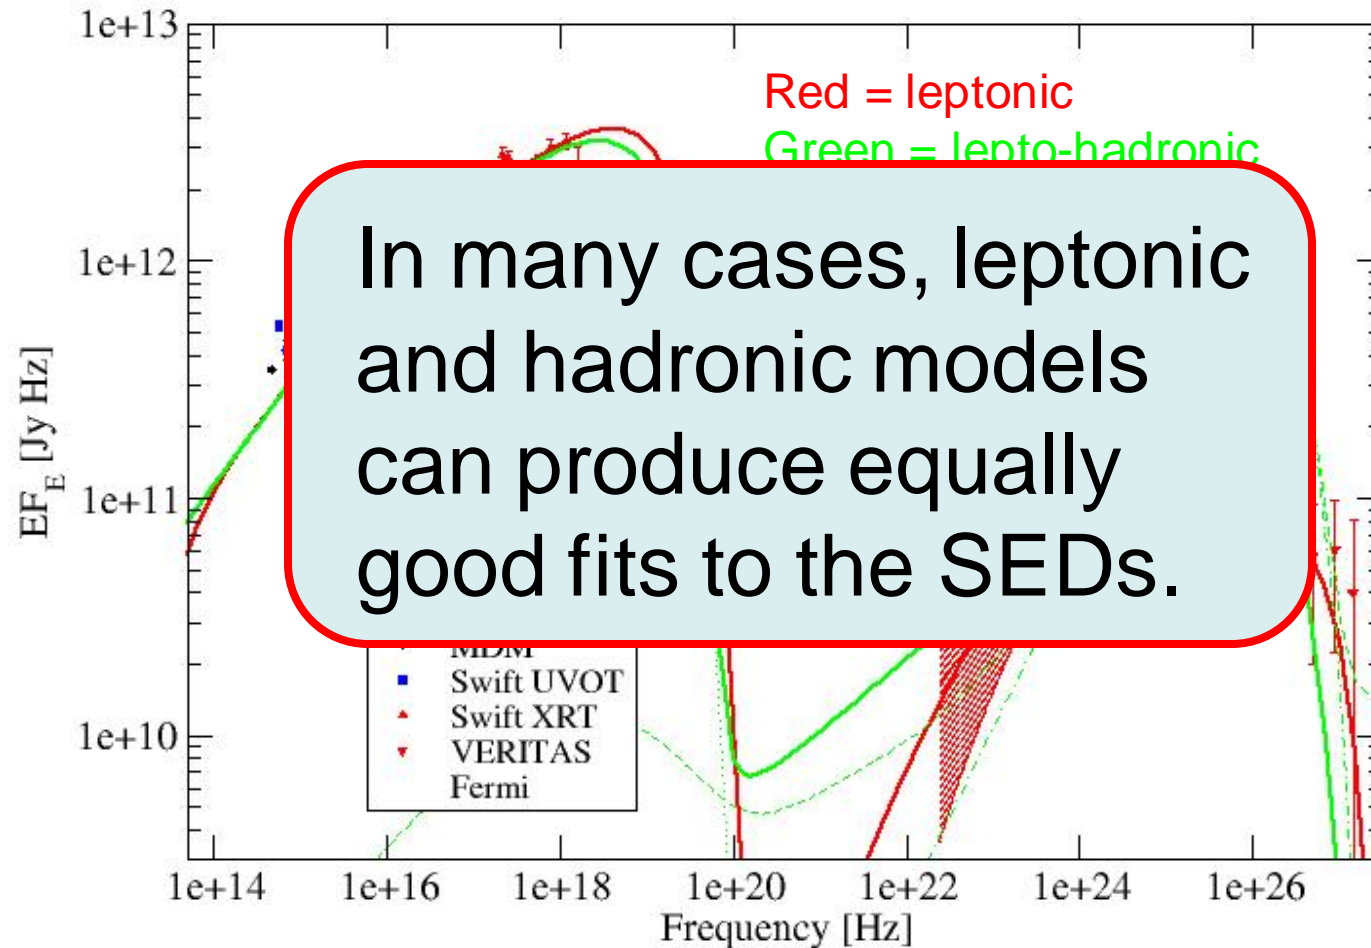 1e+13
Red = leptonic
Green = lepto-hadronic
In many cases, leptonic
and hadronic models
can produce equally
good fits to the SEDs.
1e+12
1e+11
1e+10
EF_E [Jy Hz]
MDM
Swift UVOT
Swift XRT
VERITAS
Fermi
1e+14 1e+16 1e+18 1e+20 1e+22 1e+24 1e+26
Frequency [Hz]